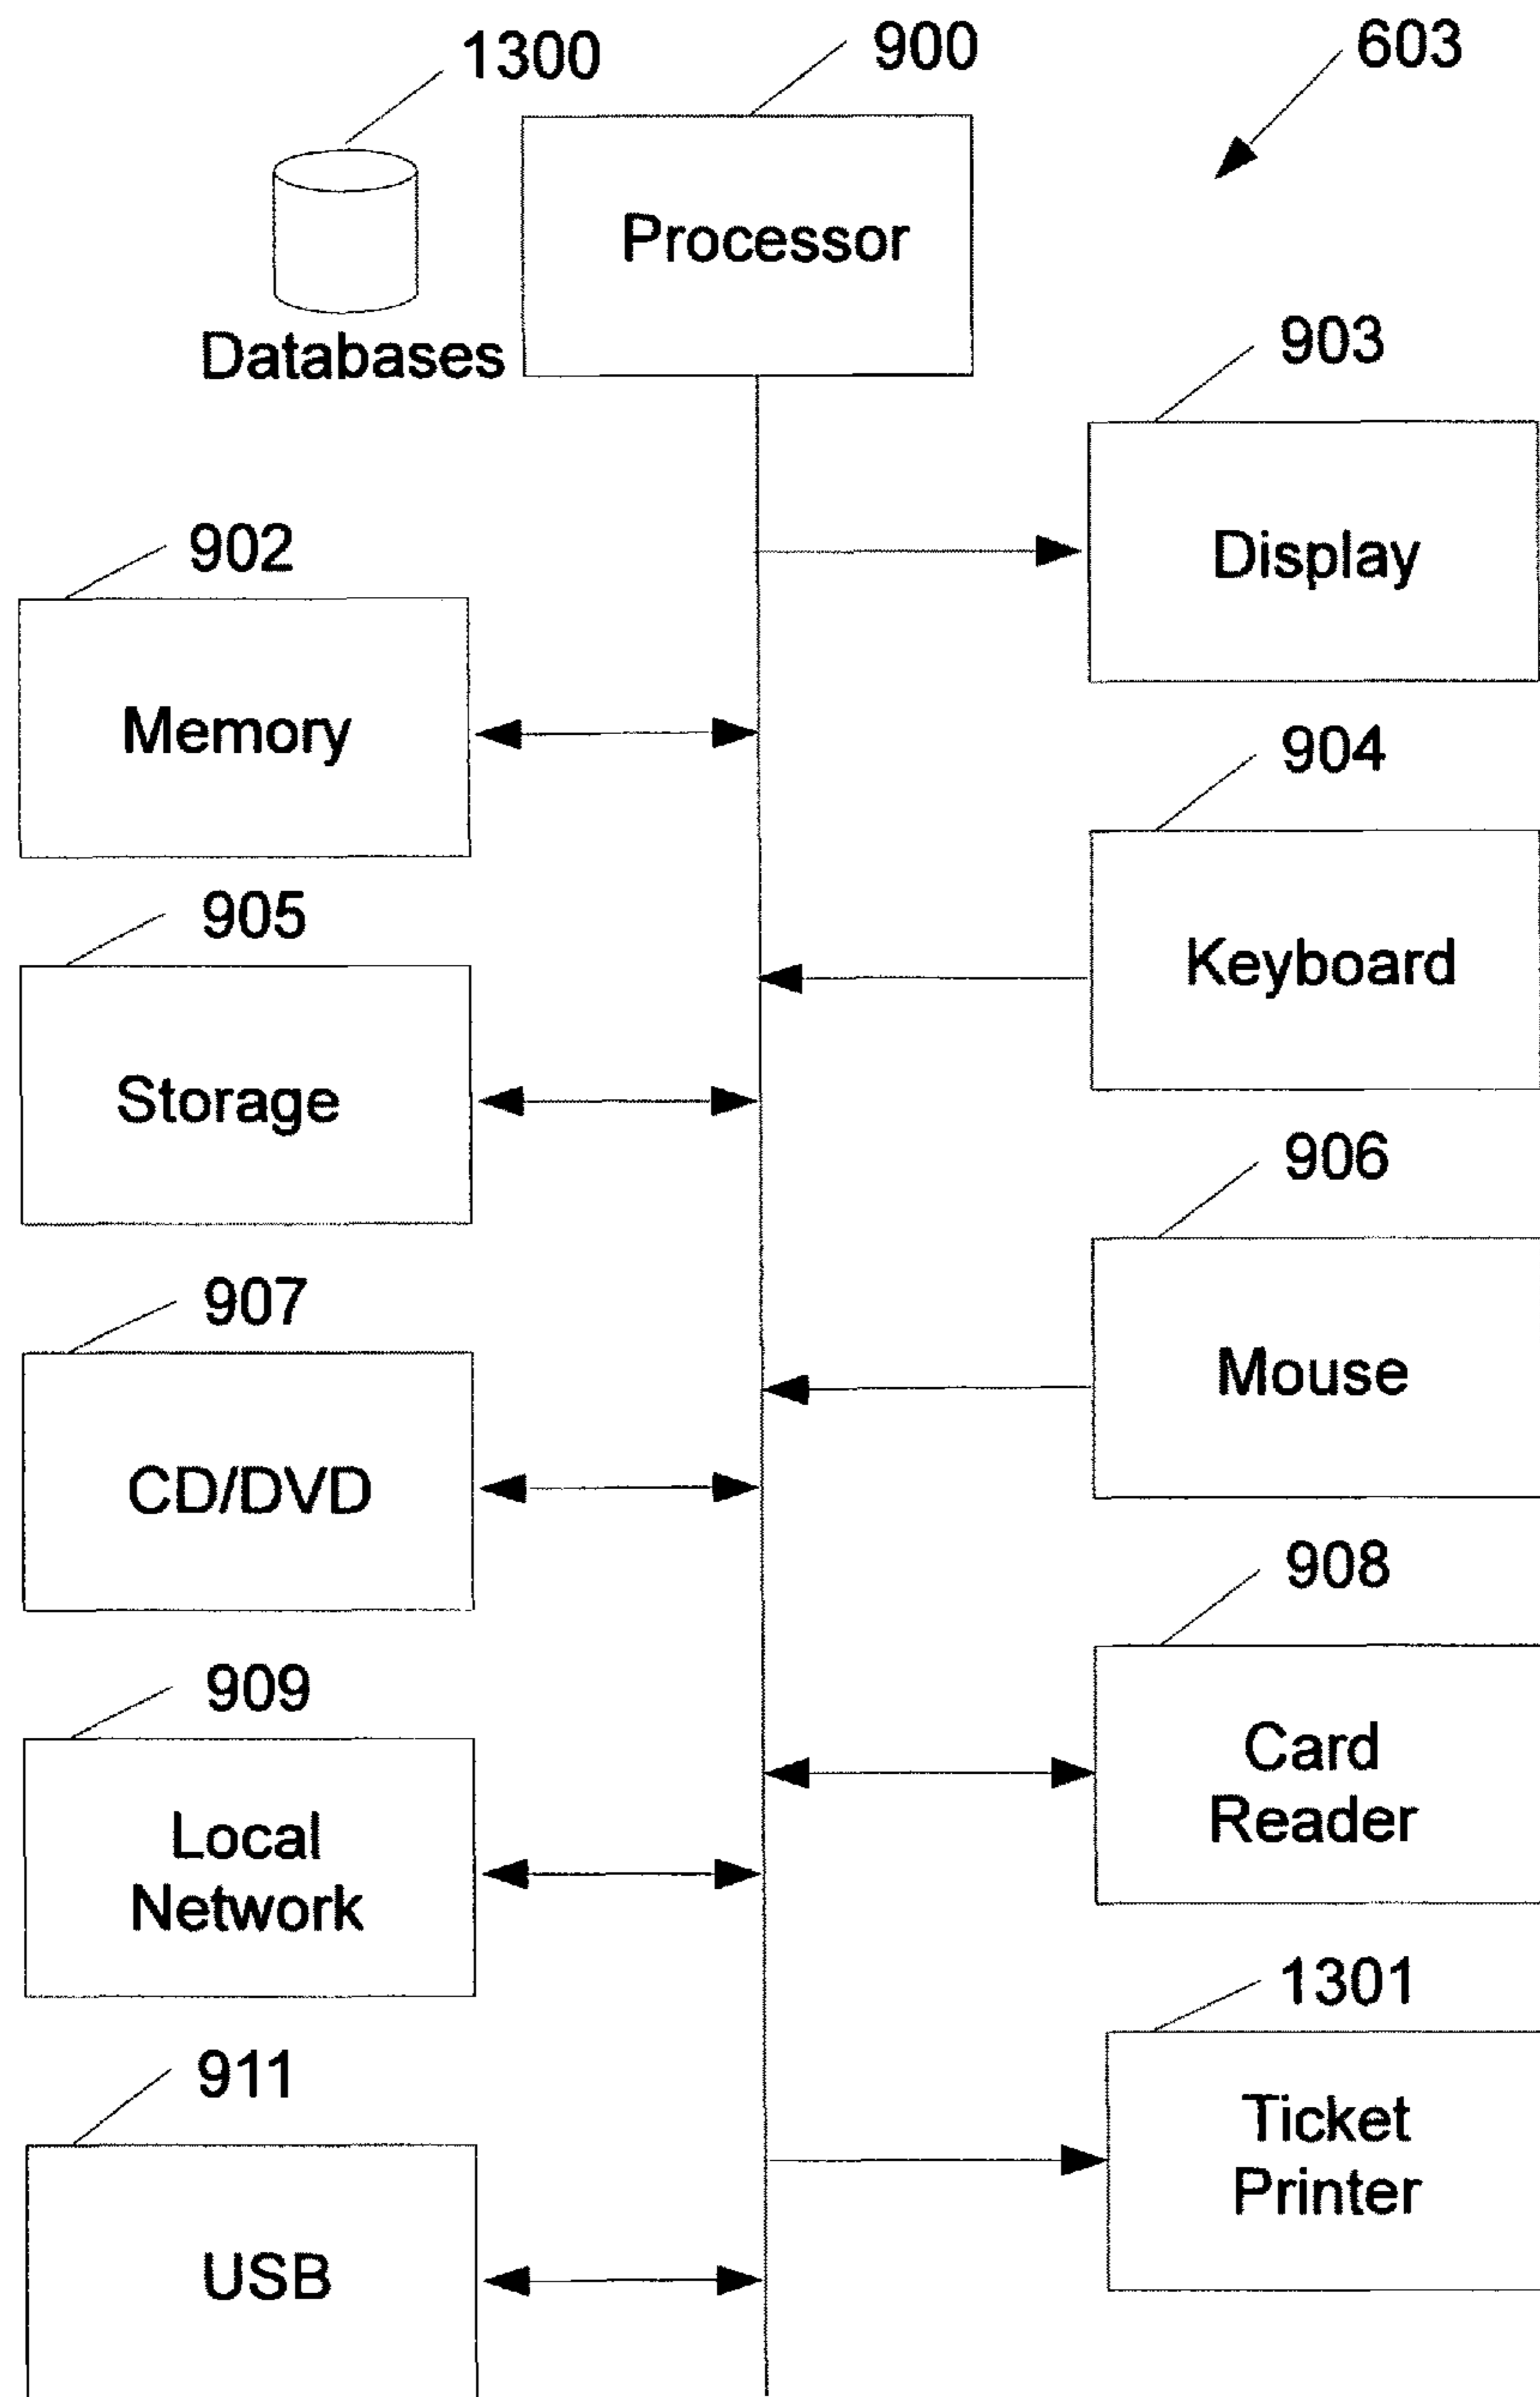 1300
900
603
Processor
Databases
903
Display
902
Memory
904
Keyboard
905
Storage
906
Mouse
907
CD/DVD
908
Card
Reader
909
Local
Network
1301
Ticket
Printer
911
USB